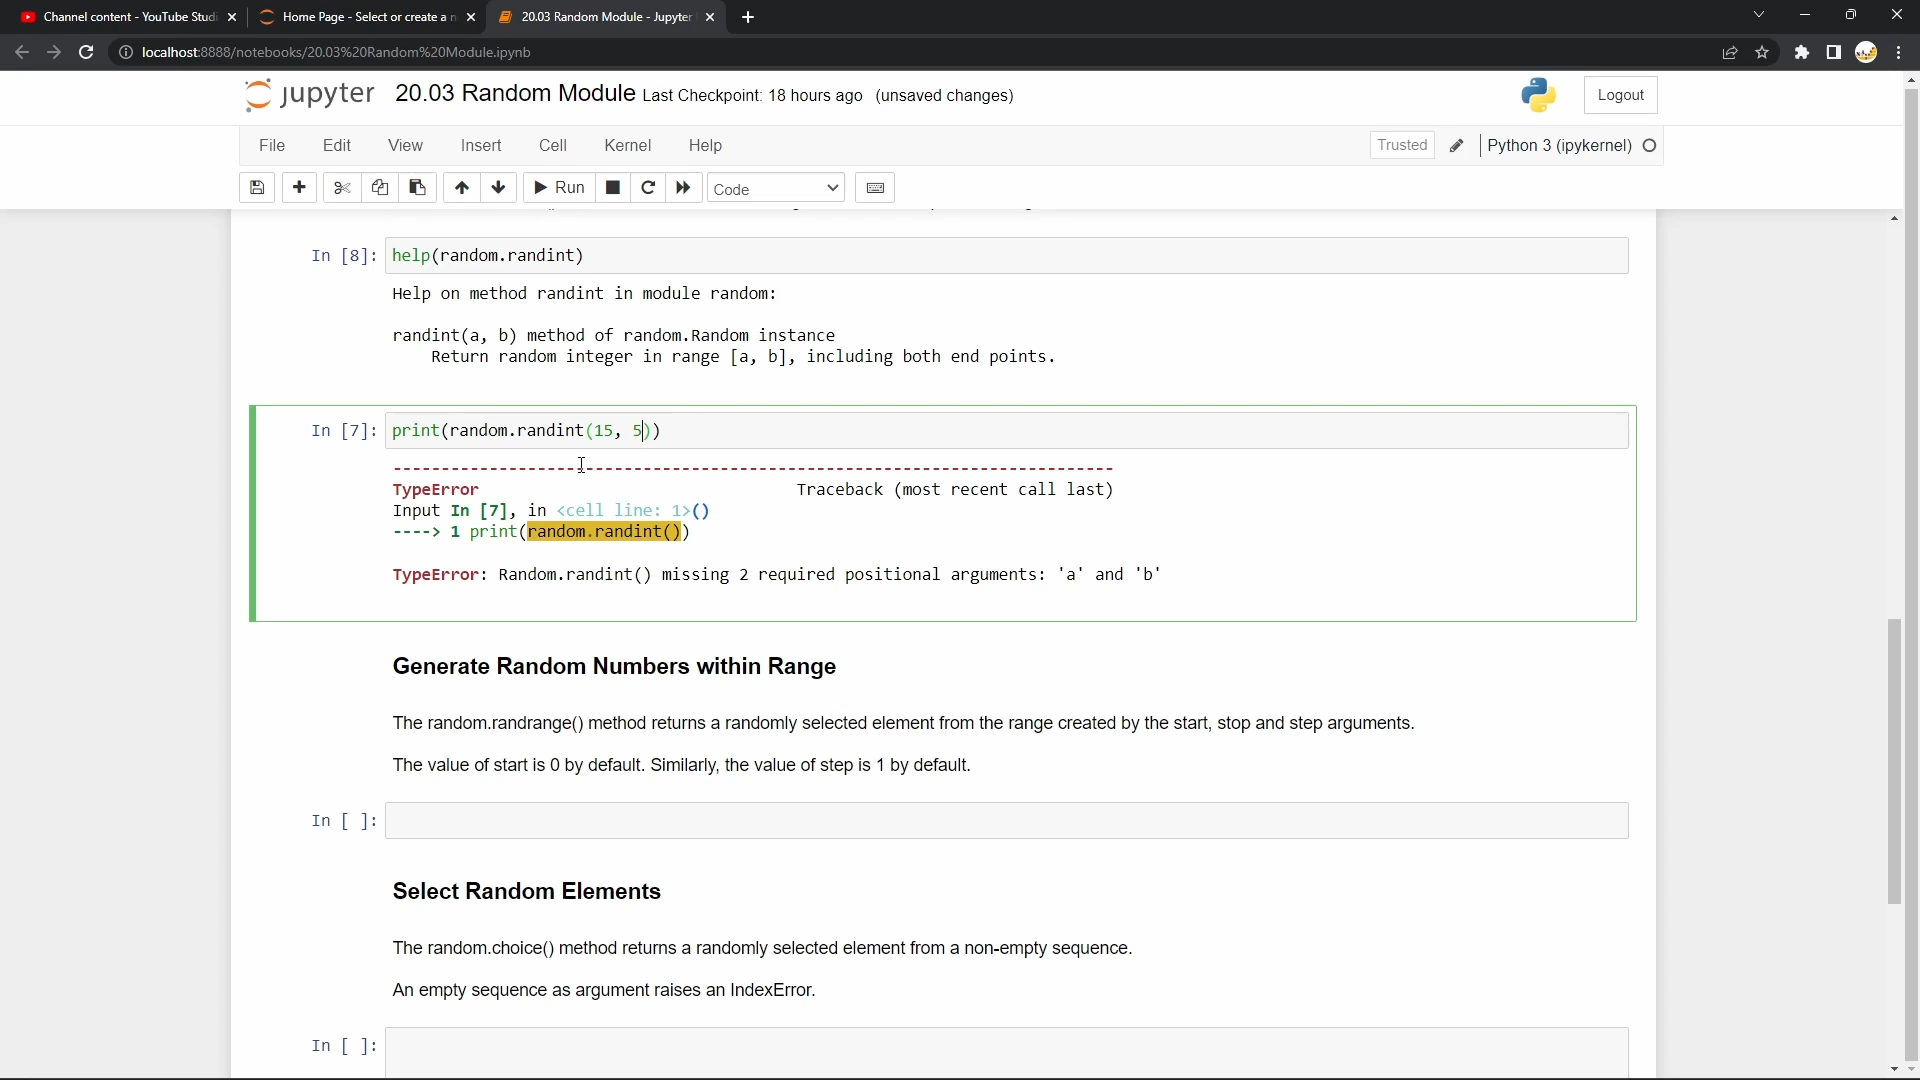 Channel content - YouTube Studi
Home Page - Select or create a n
20.03 Random Module - Jupyter
localhost:8888/notebooks/20.03%20Random%20Module.ipynb
jupyter 20.03 Random Module Last Checkpoint: 18 hours ago (unsaved changes)
Logout
File Edit View Insert Cell Kernel Help
Trusted
Python 3 (ipykernel)
Run
Code
In [8]: help(random.randint)
Help on method randint in module random:
randint(a, b) method of random.Random instance
Return random integer in range [a, b], including both end points.
In [7]: print(random.randint(15, 5))
---------------------------------------------------------------------------
TypeError Traceback (most recent call last)
Input In [7], in <cell line: 1>()
----> 1 print(random.randint())
TypeError: Random.randint() missing 2 required positional arguments: 'a' and 'b'
Generate Random Numbers within Range
The random.randrange() method returns a randomly selected element from the range created by the start, stop and step arguments.
The value of start is 0 by default. Similarly, the value of step is 1 by default.
In [ ]:
Select Random Elements
The random.choice() method returns a randomly selected element from a non-empty sequence.
An empty sequence as argument raises an IndexError.
In [ ]: